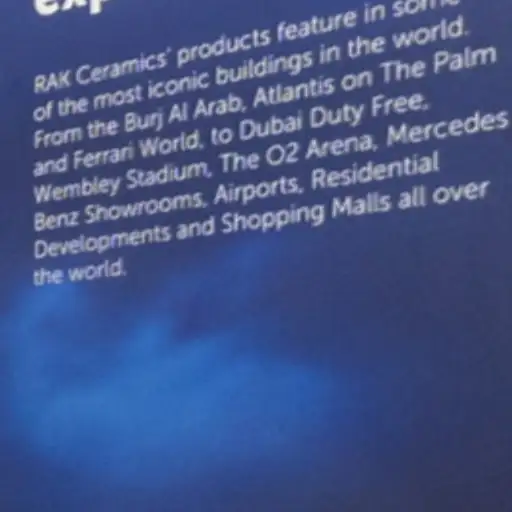 exp
RAK Ceramics' products feature in some
of the most iconic buildings in the world.
From the Burj Al Arab, Atlantis on The Palm
and Ferrari World, to Dubai Duty Free,
Wembley Stadium, The O2 Arena, Mercedes
Benz Showrooms, Airports, Residential
Developments and Shopping Malls all over
the world.